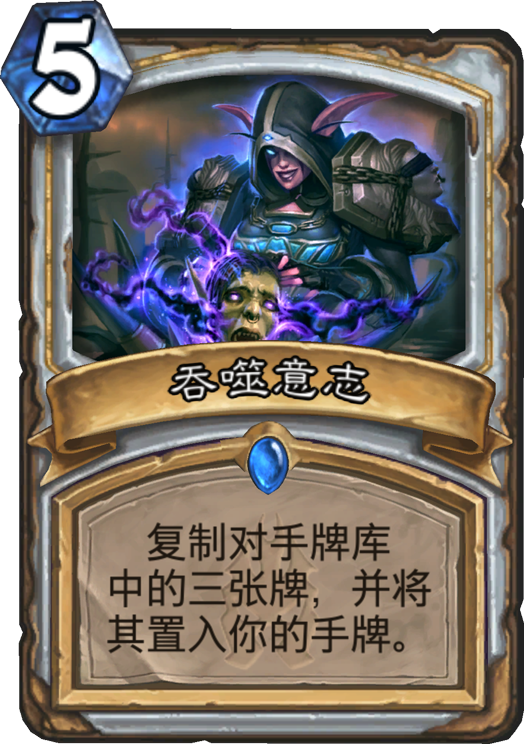 5
吞噬意志
复制对手牌库
中的三张牌，并将
其置入你的手牌。